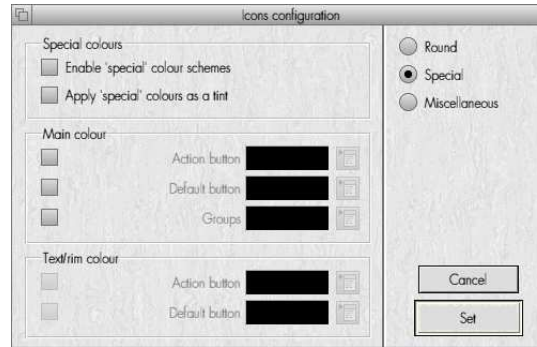 Icons configuration
Special colours
Enable 'special' colour schemes
Apply 'special' colours as a tint
Main colour
Action button
Default button
Groups
Text/rim colour
Action button
Default button
Round
Special
Miscellaneous
Cancel
Set